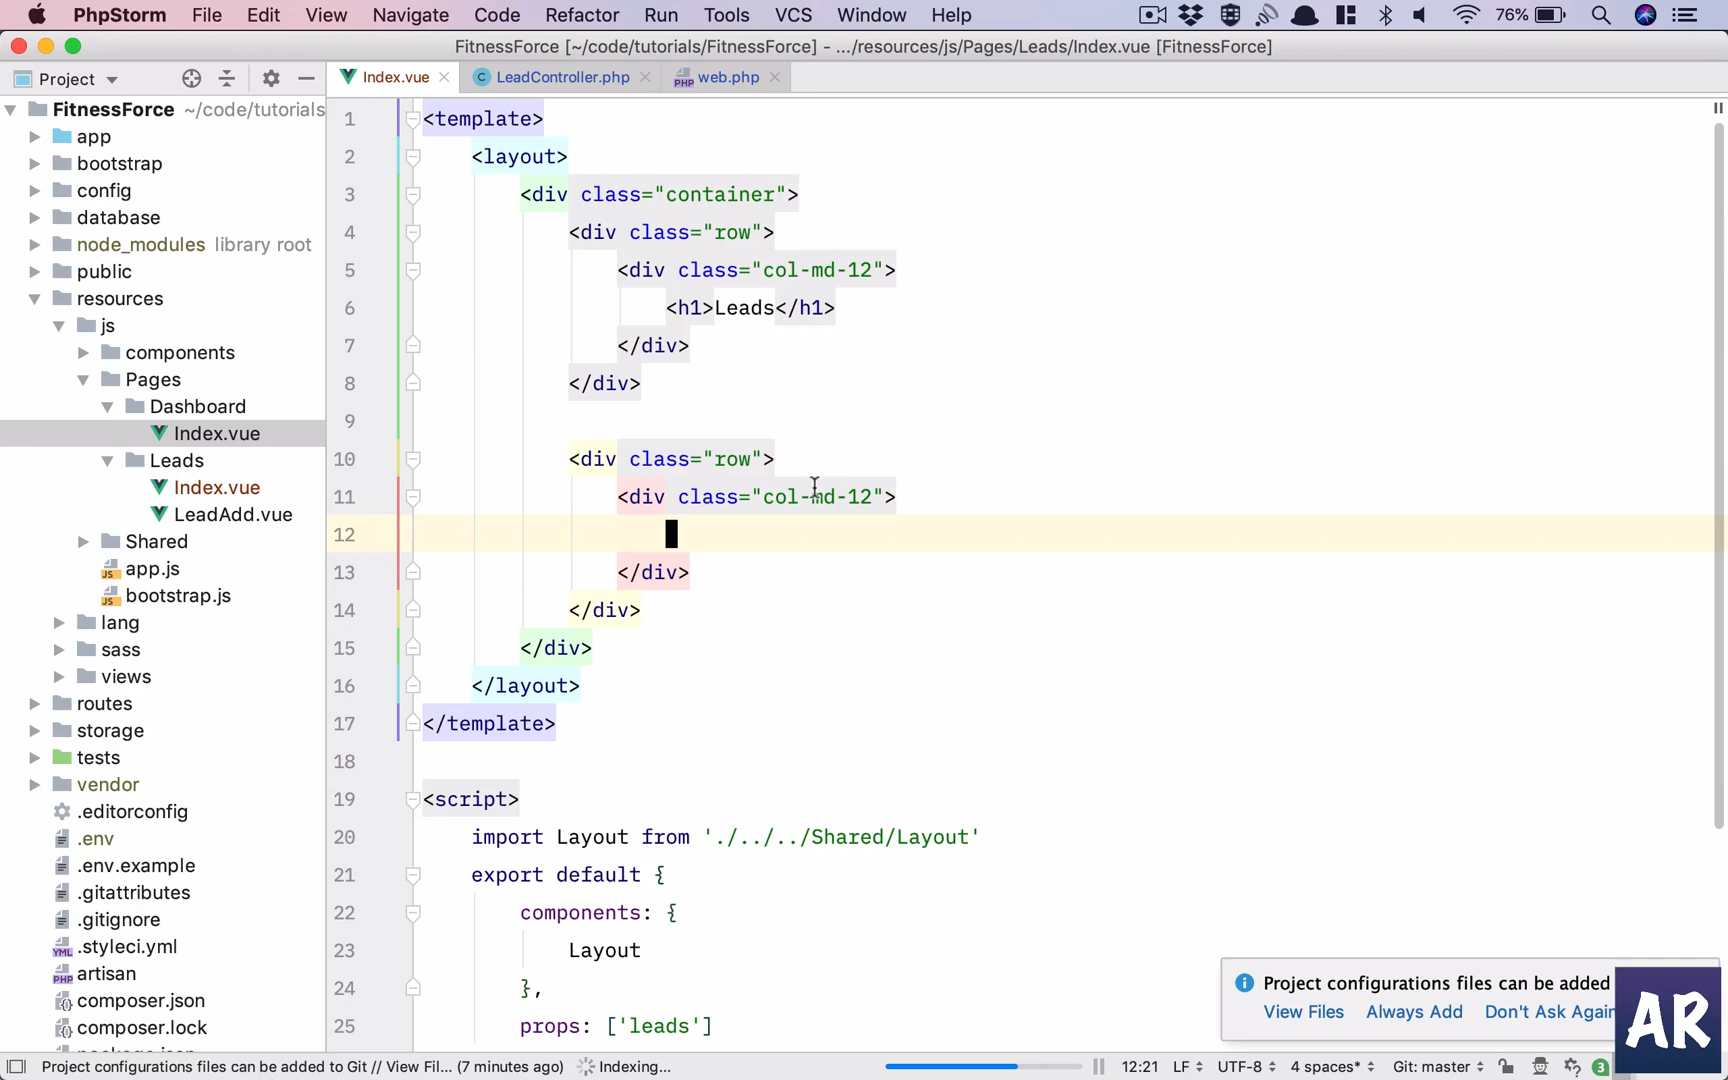 PhpStorm File Edit View Navigate Code Refactor Run Tools VCS Window Help 76%
FitnessForce [~/code/tutorials/FitnessForce] - .../resources/js/Pages/Leads/Index.vue [FitnessForce]
Project
Index.vue LeadController.php web.php
FitnessForce ~/code/tutorials
app
bootstrap
config
database
node_modules library root
public
resources
js
components
Pages
Dashboard
Index.vue
Leads
Index.vue
LeadAdd.vue
Shared
app.js
bootstrap.js
lang
sass
views
routes
storage
tests
vendor
.editorconfig
.env
.env.example
.gitattributes
.gitignore
.styleci.yml
artisan
composer.json
composer.lock
1 <template>
2 <layout>
3 <div class="container">
4 <div class="row">
5 <div class="col-md-12">
6 <h1>Leads</h1>
7 </div>
8 </div>
9
10 <div class="row">
11 <div class="col-md-12">
12
13 </div>
14 </div>
15 </div>
16 </layout>
17 </template>
18
19 <script>
20 import Layout from './../../Shared/Layout'
21 export default {
22 components: {
23 Layout
24 },
25 props: ['leads']
Project configurations files can be added
View Files Always Add Don't Ask Again
AR
Project configurations files can be added to Git // View Fil... (7 minutes ago) Indexing... 12:21 LF UTF-8 4 spaces* Git: master 3